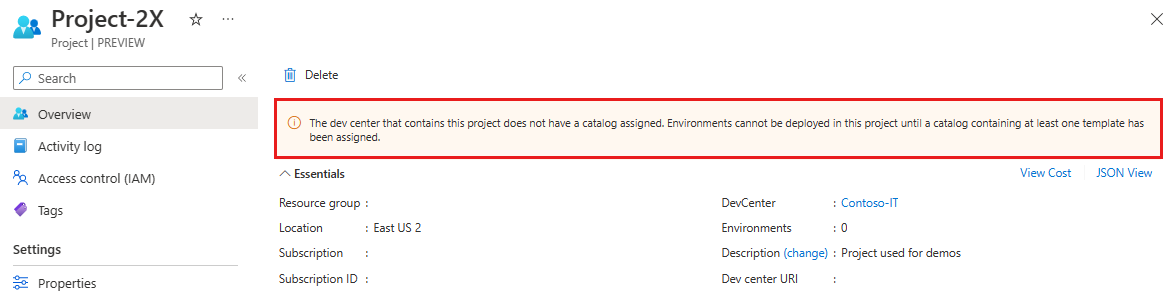 Project-2X
Project | PREVIEW
Search
Overview
Activity log
Access control (IAM)
Tags
Settings
Properties
Delete
The dev center that contains this project does not have a catalog assigned. Environments cannot be deployed in this project until a catalog containing at least one template has
been assigned.
Essentials
View Cost
JSON View
Resource group :
Location : East US 2
Subscription :
Subscription ID :
DevCenter : Contoso-IT
Environments : 0
Description (change) : Project used for demos
Dev center URI :